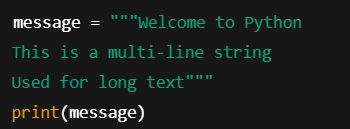 message = """Welcome to Python
This is a multi-line string
Used for long text"""
print(message)